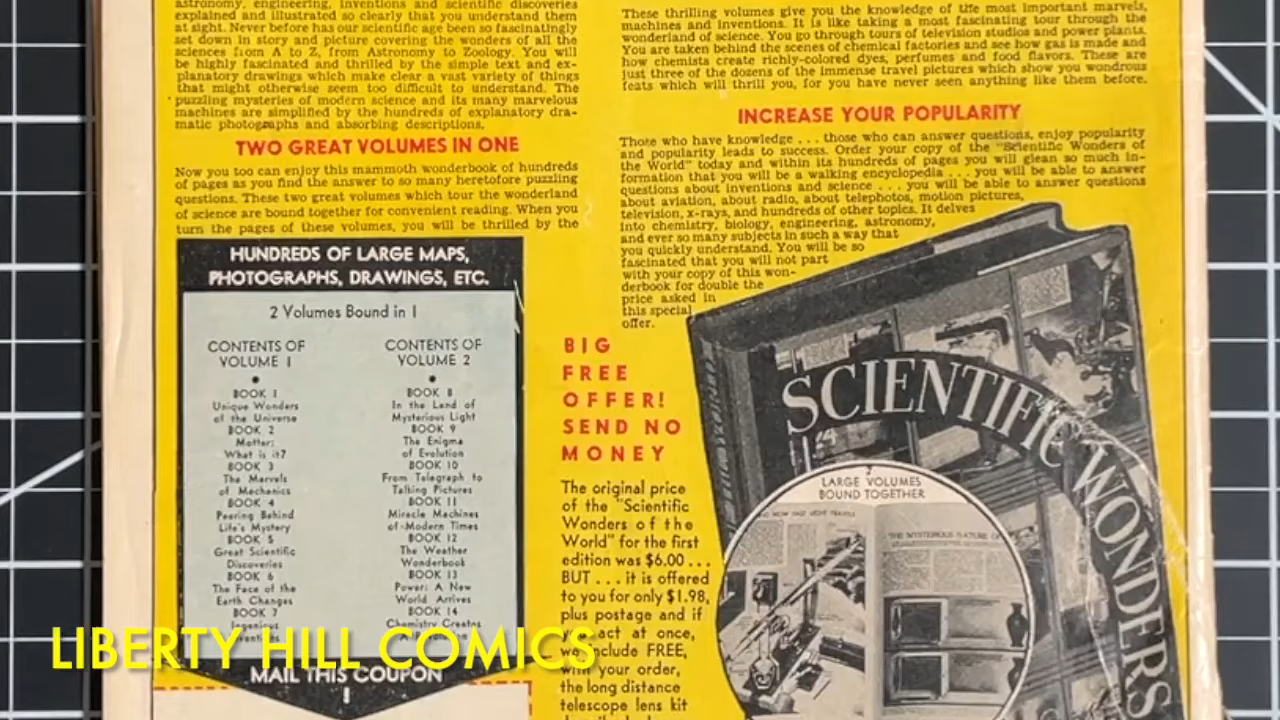 astronomy, engineering, inventions and scientific discoveries
explained and illustrated so clearly that you understand them
at sight. Never before has our scientific age been so fascinatingly
set down in story and picture covering the wonders of all the
sciences from A to Z, from Astronomy to Zoology. You will
be highly fascinated and thrilled by the simple text and ex-
planatory drawings which make clear a vast variety of things
that might otherwise seem too difficult to understand. The
puzzling mysteries of modern science and its many marvelous
machines are simplified by the hundreds of explanatory dra-
matic photographs and absorbing descriptions.
TWO GREAT VOLUMES IN ONE
Now you too can enjoy this mammoth wonderbook of hundreds
of pages as you find the answer to so many heretofore puzzling
questions. These two great volumes which tour the wonderland
of science are bound together for convenient reading. When you
turn the pages of these volumes, you will be thrilled by the
HUNDREDS OF LARGE MAPS,
PHOTOGRAPHS, DRAWINGS, ETC.
2 Volumes Bound in 1
CONTENTS OF
VOLUME 1
BOOK 1
Unique Wonders
of the Universe
BOOK 2
Matter:
What is it?
BOOK 3
The Marvels
of Mechanics
BOOK 4
Peering Behind
Life's Mystery
BOOK 5
Great Scientific
Discoveries
BOOK 6
The Face of the
Earth Changes
BOOK 7
Ingenious
CONTENTS OF
VOLUME 2
BOOK 8
In the Land of
Mysterious Light
BOOK 9
The Enigma
of Evolution
BOOK 10
From Telegraph to
Talking Pictures
BOOK 11
Miracle Machines
of Modern Times
BOOK 12
The Weather
Wonderbook
BOOK 13
Power: A New
World Arrives
BOOK 14
Chemistry Creates
MAIL THIS COUPON
These thrilling volumes give you the knowledge of the most important marvels,
machines and inventions. It is like taking a most fascinating tour through the
wonderland of science. You go through tours of television studios and power plants.
You are taken behind the scenes of chemical factories and see how gas is made and
how chemists create richly-colored dyes, perfumes and food flavors. These are
just three of the dozens of the immense travel pictures which show you wondrous
feats which will thrill you, for you have never seen anything like them before.
INCREASE YOUR POPULARITY
Those who have knowledge . . . those who can answer questions, enjoy popularity
and popularity leads to success. Order your copy of the "Scientific Wonders of
the World" today and within its hundreds of pages you will glean so much in-
formation that you will be a walking encyclopedia . . . you will be able to answer
questions about inventions and science . . . you will be able to answer questions
about aviation, about radio, about telephotos, motion pictures,
television, x-rays, and hundreds of other topics. It delves
into chemistry, biology, engineering, astronomy,
and ever so many subjects in such a way that
you quickly understand. You will be so
fascinated that you will not part
with your copy of this won-
derbook for double the
price asked in
this special
offer.
BIG
FREE
OFFER!
SEND NO
MONEY
The original price
of the "Scientific
Wonders of the
World" for the first
edition was $6.00 . . .
BUT . . . it is offered
to you for only $1.98,
plus postage and if
you act at once,
we include FREE,
with your order,
the long distance
telescope lens kit
SCIENTIFIC WONDERS
2
LARGE VOLUMES
BOUND TOGETHER
THE MYSTERIOUS NATURE OF
LIBERTY HILL COMICS